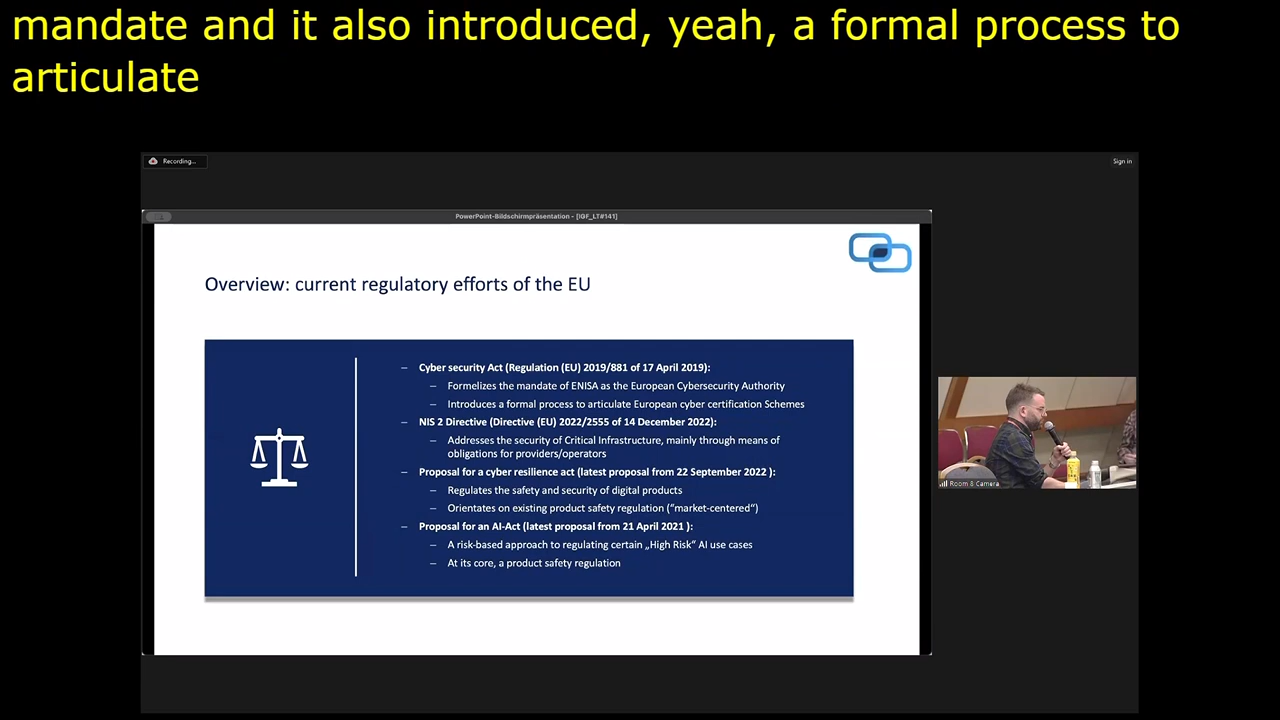 mandate and it also introduced, yeah, a formal process to
articulate
Recording...
Sign in
PowerPoint-Bildschirmpräsentation - [IGF_LT#141]
Overview: current regulatory efforts of the EU
– Cyber security Act (Regulation (EU) 2019/881 of 17 April 2019):
– Formelizes the mandate of ENISA as the European Cybersecurity Authority
– Introduces a formal process to articulate European cyber certification Schemes
– NIS 2 Directive (Directive (EU) 2022/2555 of 14 December 2022):
– Addresses the security of Critical Infrastructure, mainly through means of
obligations for providers/operators
– Proposal for a cyber resilience act (latest proposal from 22 September 2022 ):
– Regulates the safety and security of digital products
– Orientates on existing product safety regulation (“market-centered“)
– Proposal for an AI-Act (latest proposal from 21 April 2021 ):
– A risk-based approach to regulating certain „High Risk“ AI use cases
– At its core, a product safety regulation
Room 8 Camera